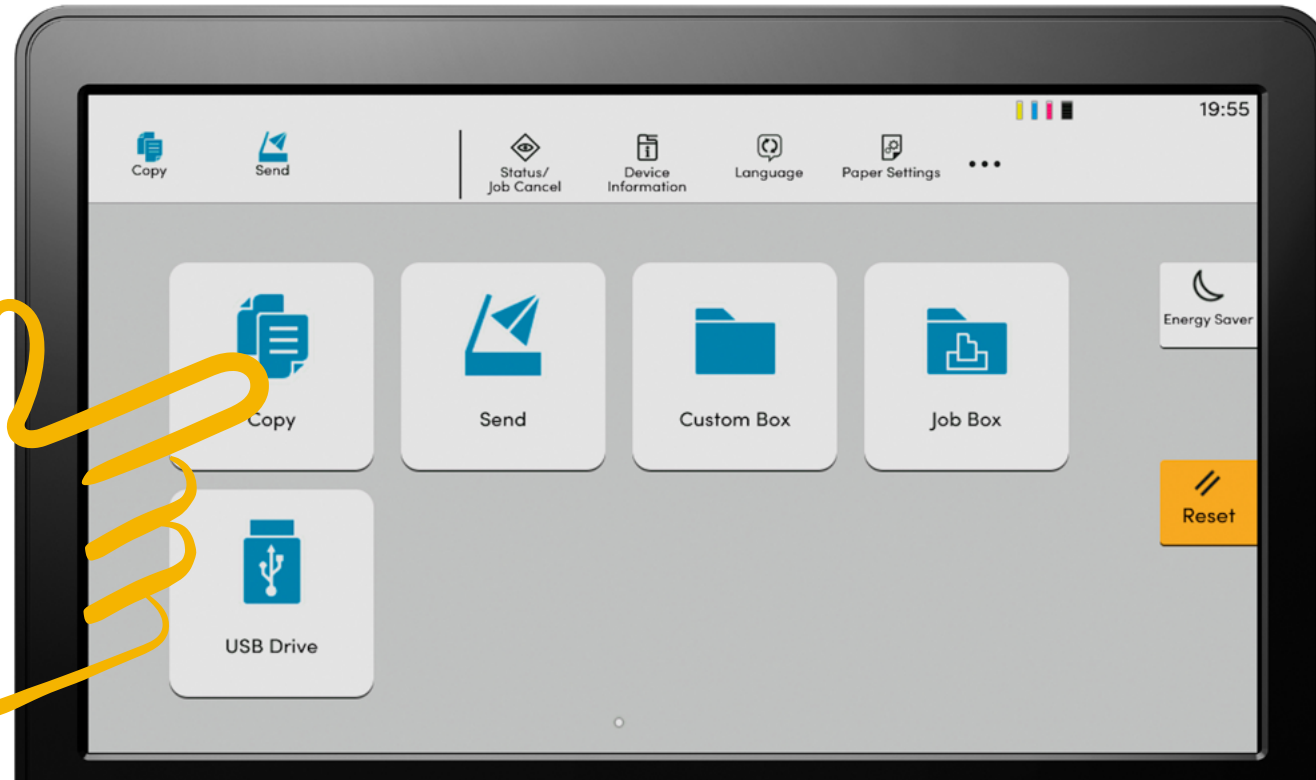 19:55
Copy
Send
Status/
Job Cancel
Device
Information
Language
Paper Settings
Energy Saver
Copy
Send
Custom Box
Job Box
Reset
USB Drive